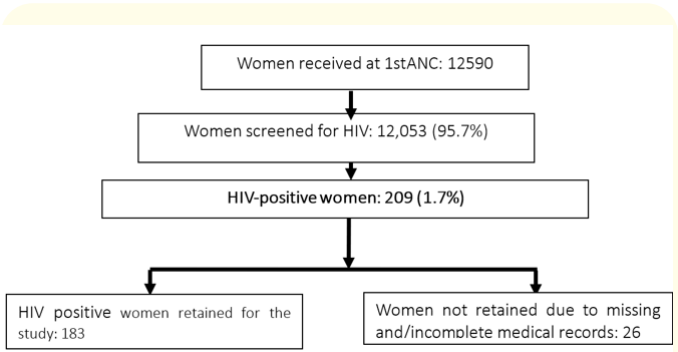 Women received at 1stANC: 12590
Women screened for HIV: 12,053 (95.7%)
HIV-positive women: 209 (1.7%)
HIV positive women retained for the
study: 183
Women not retained due to missing
and/incomplete medical records: 26